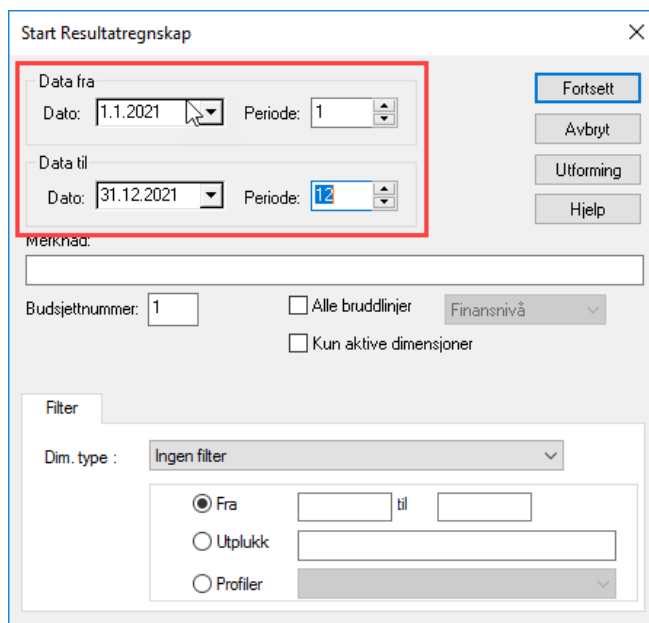 Start Resultatregnskap
Data fra
Dato: 1.1.2021 Periode: 1
Fortsett
Avbryt
Data til
Dato: 31.12.2021 Periode: 12
Utforming
Hjelp
Merknad:
Budsjettnummer: 1 Alle bruddlinjer Finansnivå
Kun aktive dimensjoner
Filter
Dim. type : Ingen filter
Fra til
Utplukk
Profiler